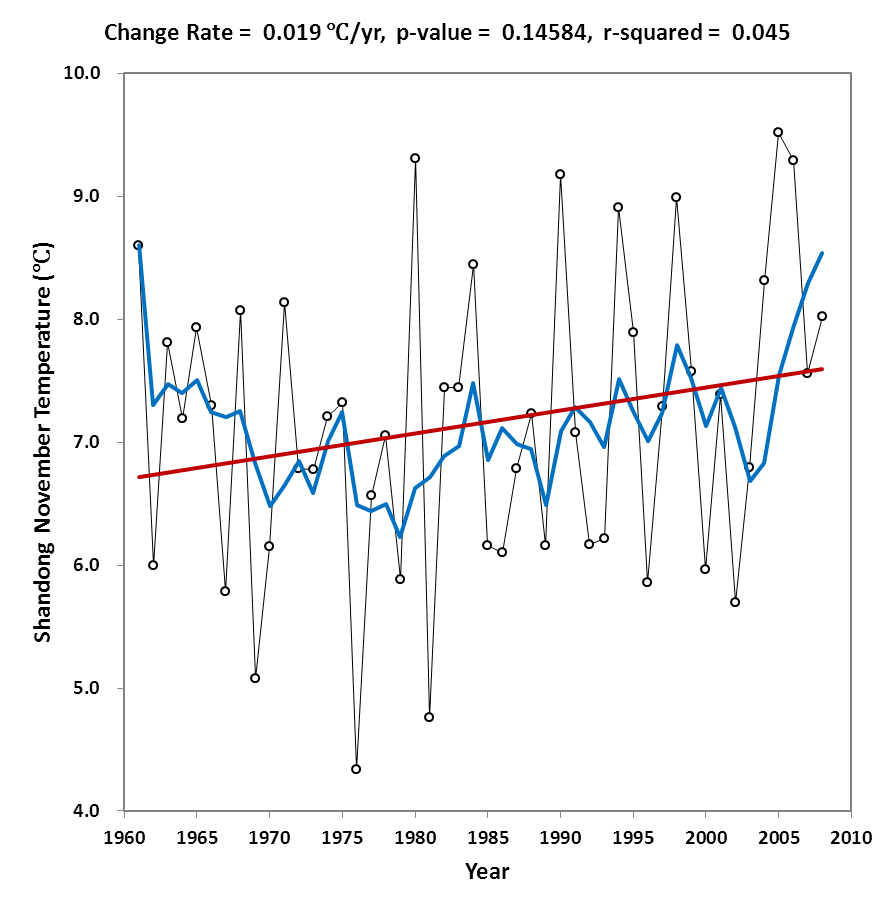 Change Rate = 0.019 ℃/yr, p-value = 0.14584, r-squared = 0.045
10.0
9.0
8.0
7.0
6.0
5.0
4.0
Shandong November Temperature (℃)
1960 1965 1970 1975 1980 1985 1990 1995 2000 2005 2010
Year